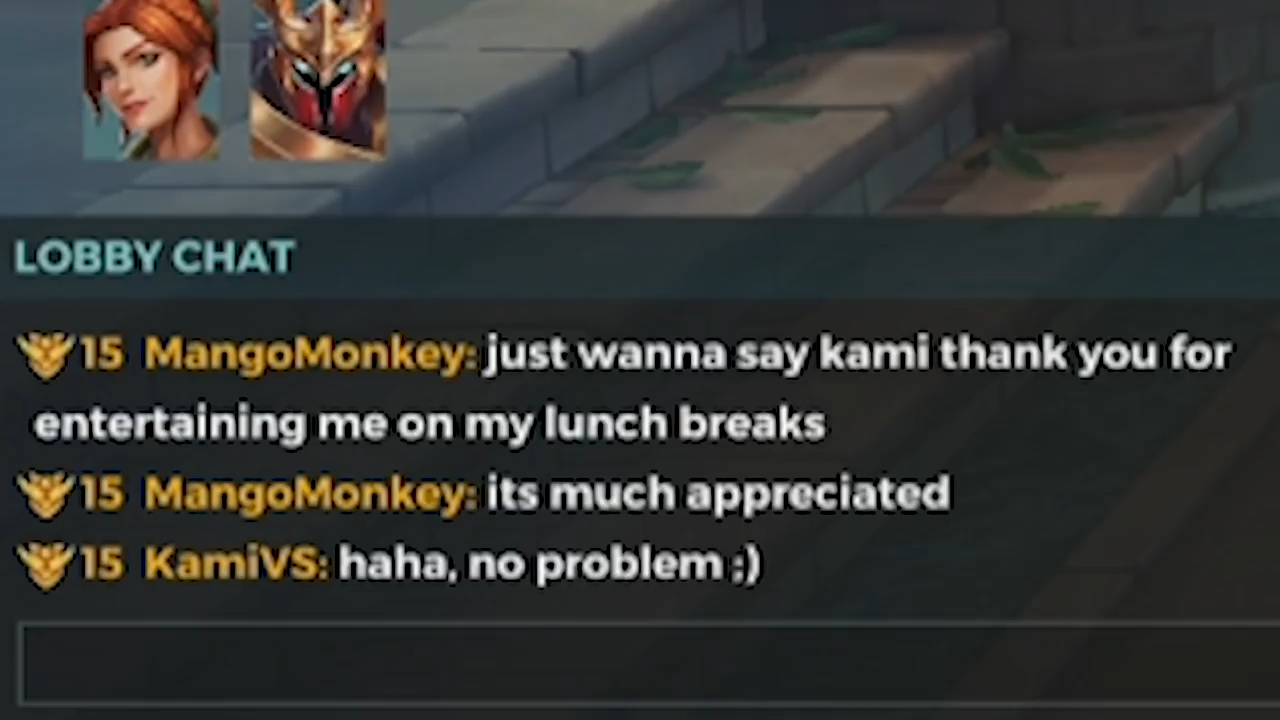 LOBBY CHAT
15 MangoMonkey: just wanna say kami thank you for
entertaining me on my lunch breaks
15 MangoMonkey: its much appreciated
15 KamiVS: haha, no problem ;)